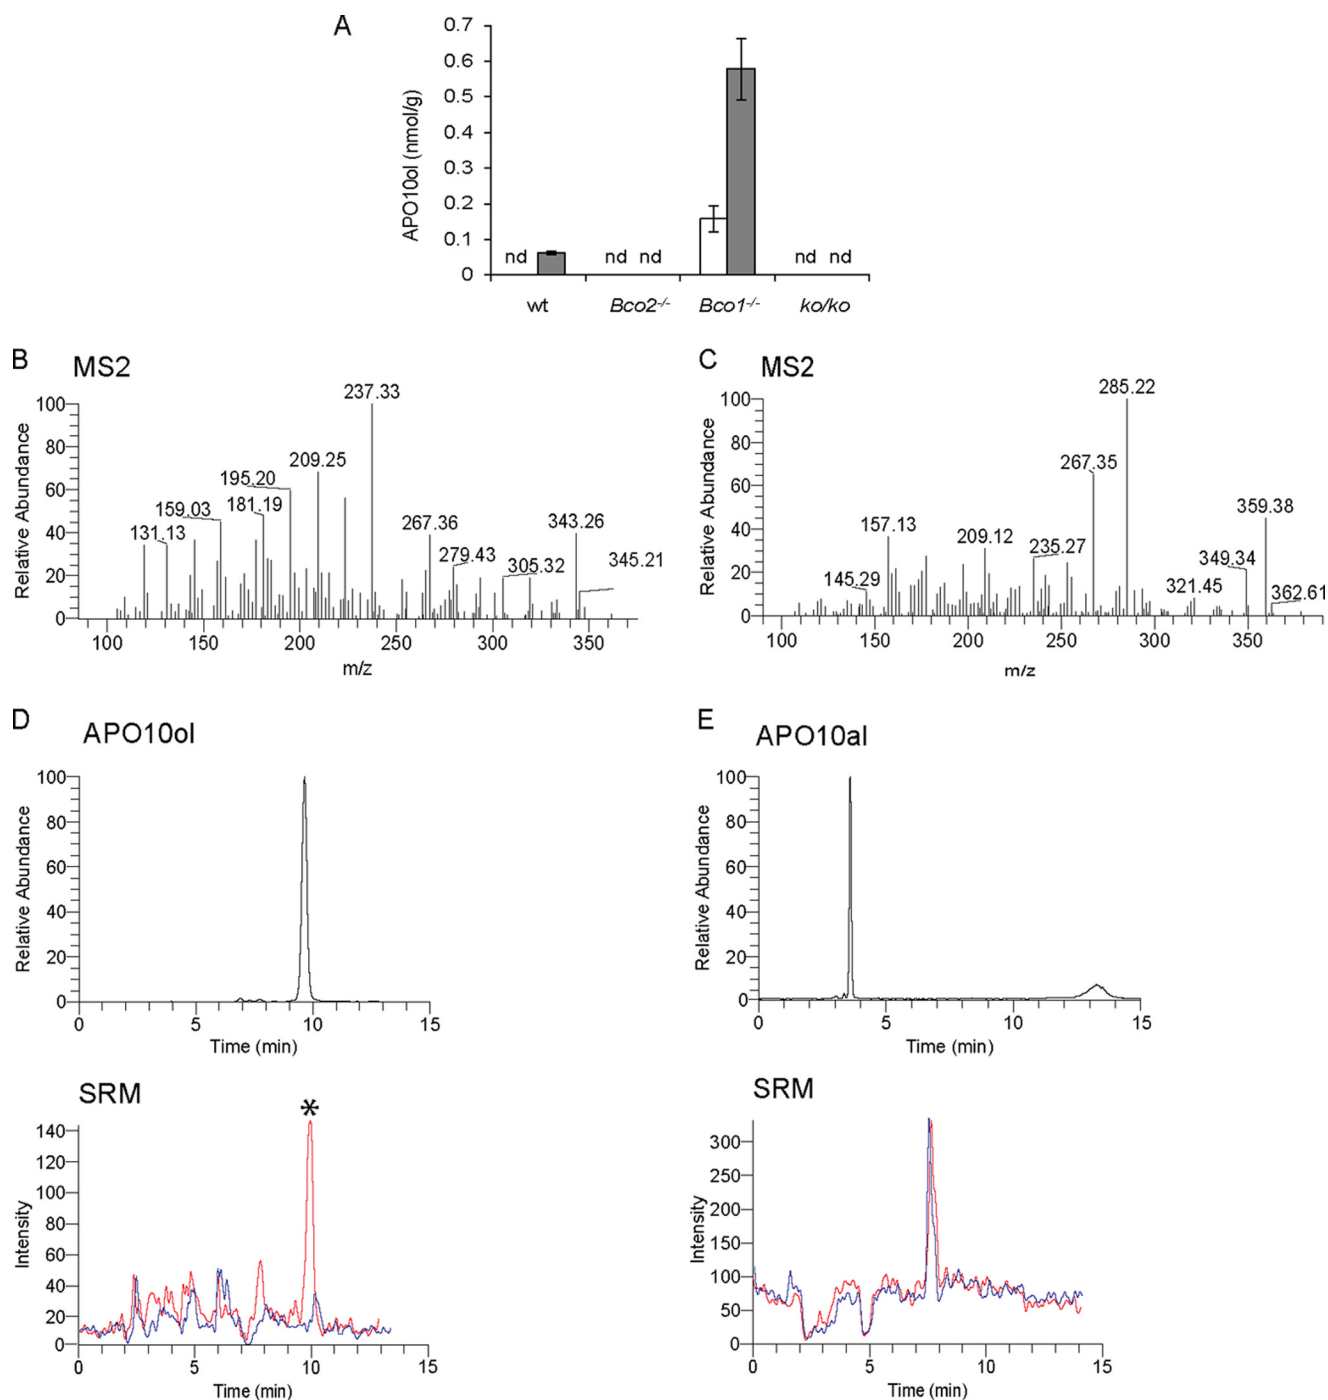 A
APO10ol (nmol/g)
0.7
0.6
0.5
0.4
0.3
0.2
0.1
0
nd
nd nd
nd nd
wt Bco2-/- Bco1-/- ko/ko
B MS2
Relative Abundance
100
80
60
40
20
0
237.33
209.25
195.20
181.19
159.03
131.13
267.36
279.43
305.32
343.26
345.21
100 150 200 250 300 350
m/z
C MS2
Relative Abundance
100
80
60
40
20
0
285.22
267.35
359.38
157.13
209.12
235.27
349.34
145.29
321.45
362.61
100 150 200 250 300 350
m/z
D
APO10ol
Relative Abundance
100
80
60
40
20
0
0 5 10 15
Time (min)
SRM
*
Intensity
140
120
100
80
60
40
20
0
0 5 10 15
Time (min)
E
APO10al
Relative Abundance
100
80
60
40
20
0
0 5 10 15
Time (min)
SRM
Intensity
300
250
200
150
100
50
0
0 5 10 15
Time (min)